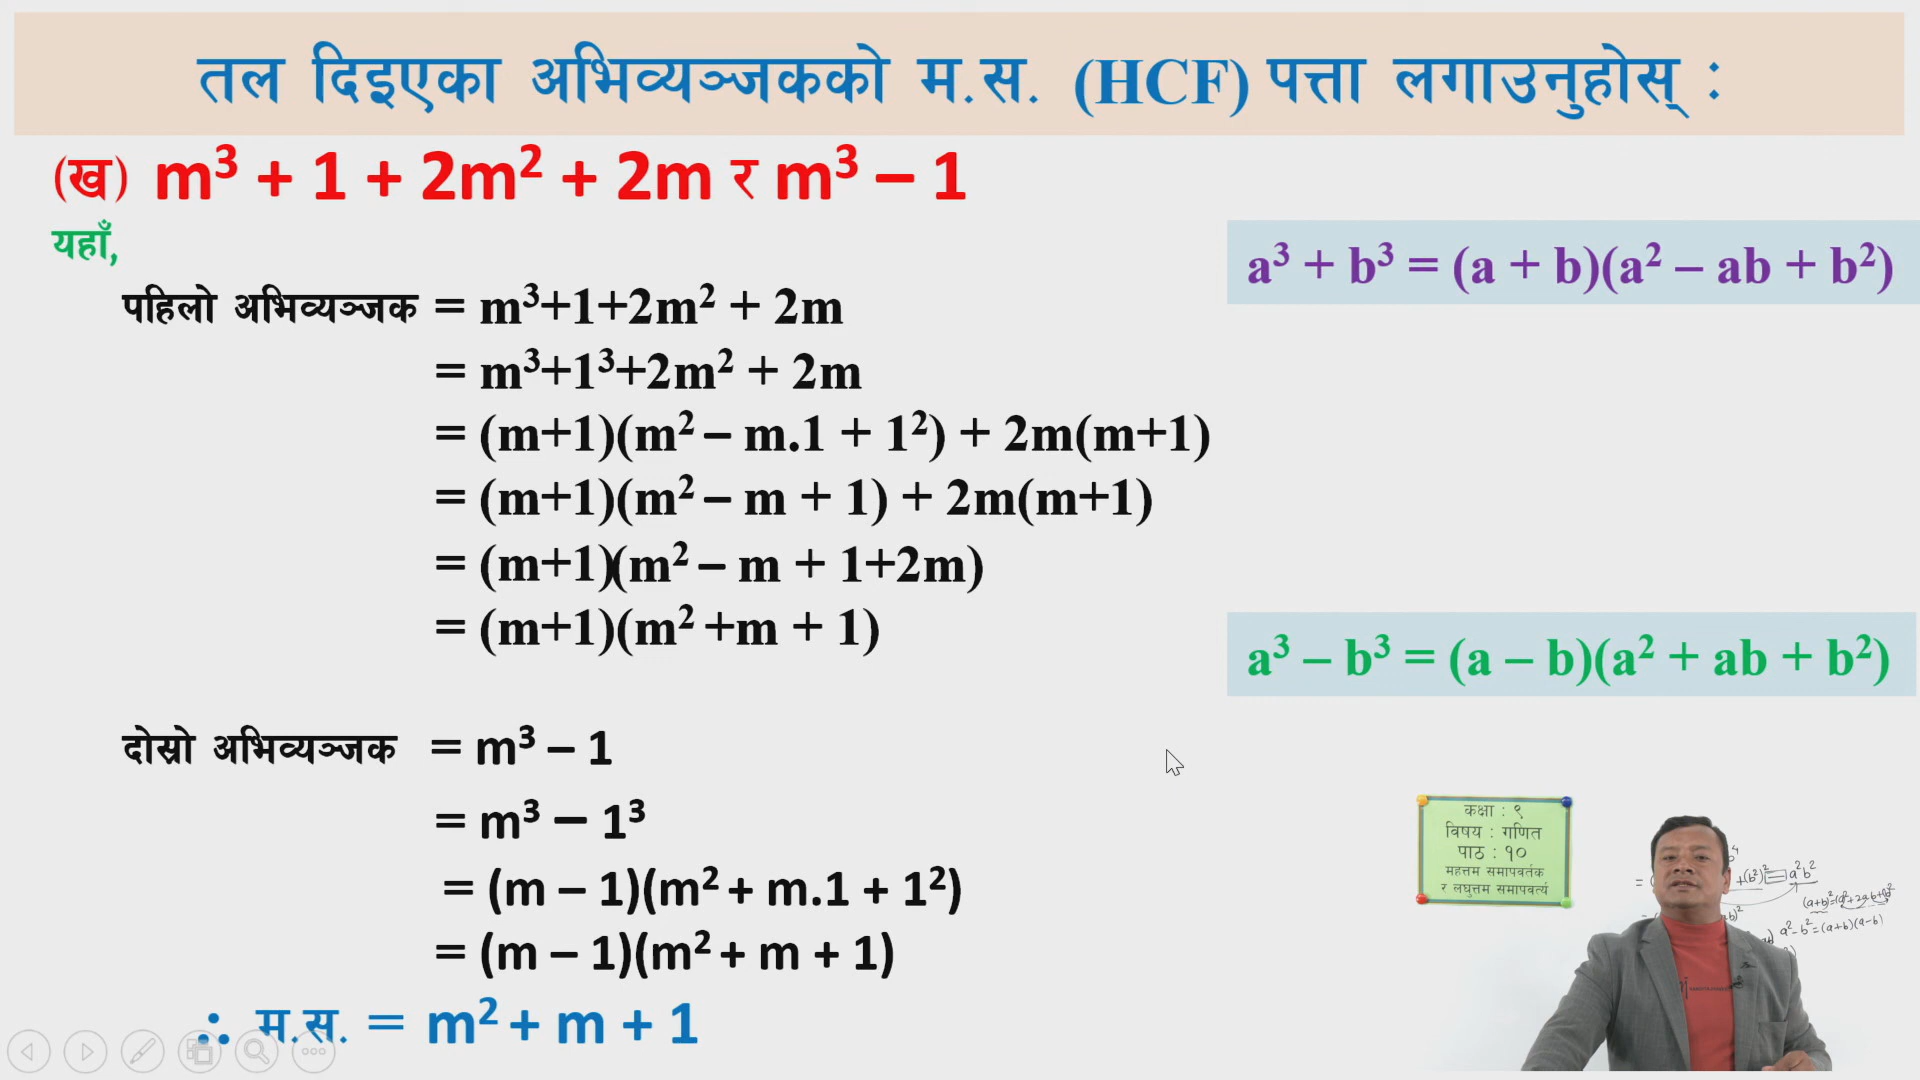 तल दिइएका अभिव्यञ्जकको म.स. (HCF) पत्ता लगाउनुहोस् :
(ख) m³ + 1 + 2m² + 2m र m³ – 1
यहाँ,
a³ + b³ = (a + b)(a² – ab + b²)
पहिलो अभिव्यञ्जक = m³+1+2m² + 2m
= m³+1³+2m² + 2m
= (m+1)(m² – m.1 + 1²) + 2m(m+1)
= (m+1)(m² – m + 1) + 2m(m+1)
= (m+1)(m² – m + 1+2m)
= (m+1)(m² +m + 1)
a³ – b³ = (a – b)(a² + ab + b²)
दोस्रो अभिव्यञ्जक = m³ – 1
= m³ – 1³
= (m – 1)(m² + m.1 + 1²)
= (m – 1)(m² + m + 1)
∴ म.स. = m² + m + 1
कक्षा : ९
विषय : गणित
पाठ : १०
महत्तम समापवर्तक
र लघुत्तम समापवर्त्य
a² - b² = (a+b)(a-b)